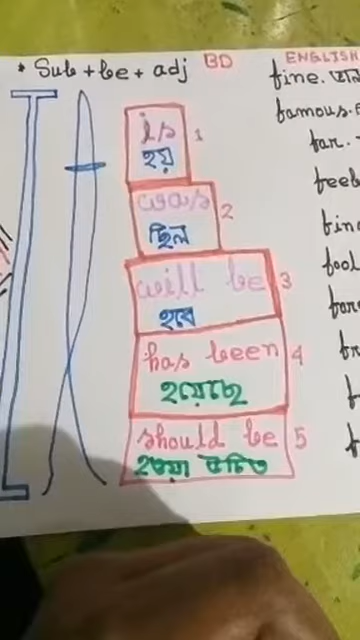 • Sub + be + adj BD ENGLISH
fine.
famous.
far.
is 1
হয়
was 2
ছিল
will be 3
হবে
has been 4
হয়েছে
should be 5
হওয়া উচিত